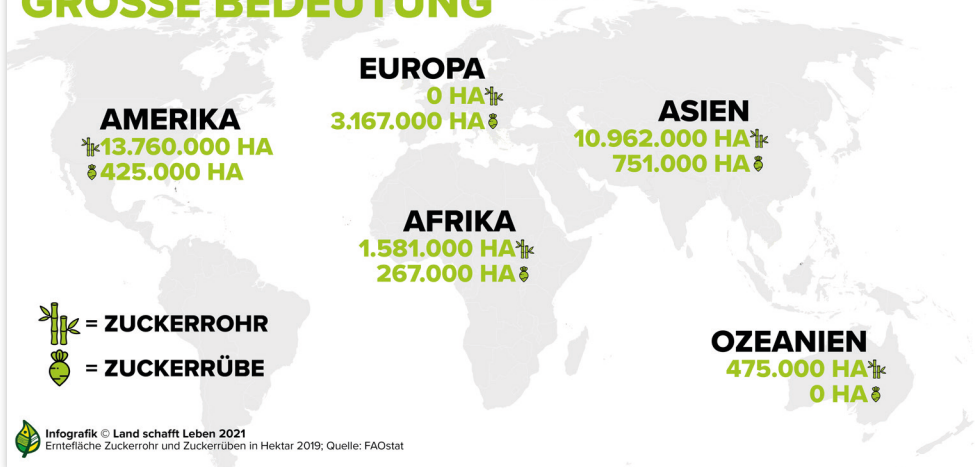 GROSSE BEDEUTUNG
EUROPA
0 HA
3.167.000 HA
AMERIKA
13.760.000 HA
425.000 HA
ASIEN
10.962.000 HA
751.000 HA
AFRIKA
1.581.000 HA
267.000 HA
= ZUCKERROHR
= ZUCKERRÜBE
OZEANIEN
475.000 HA
0 HA
Infografik © Land schafft Leben 2021
Erntefläche Zuckerrohr und Zuckerrüben in Hektar 2019; Quelle: FAOstat